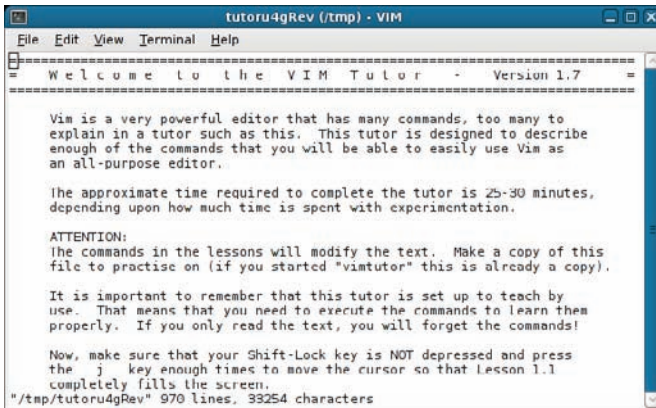 tutoru4gRev (/tmp) - VIM
File Edit View Terminal Help
================================================================================
= W e l c o m e   t o   t h e   V I M   T u t o r   -   Version 1.7 =
================================================================================
Vim is a very powerful editor that has many commands, too many to
explain in a tutor such as this. This tutor is designed to describe
enough of the commands that you will be able to easily use Vim as
an all-purpose editor.
The approximate time required to complete the tutor is 25-30 minutes,
depending upon how much time is spent with experimentation.
ATTENTION:
The commands in the lessons will modify the text. Make a copy of this
file to practise on (if you started "vimtutor" this is already a copy).
It is important to remember that this tutor is set up to teach by
use. That means that you need to execute the commands to learn them
properly. If you only read the text, you will forget the commands!
Now, make sure that your Shift-Lock key is NOT depressed and press
the j key enough times to move the cursor so that Lesson 1.1
completely fills the screen.
"/tmp/tutoru4gRev" 970 lines, 33254 characters